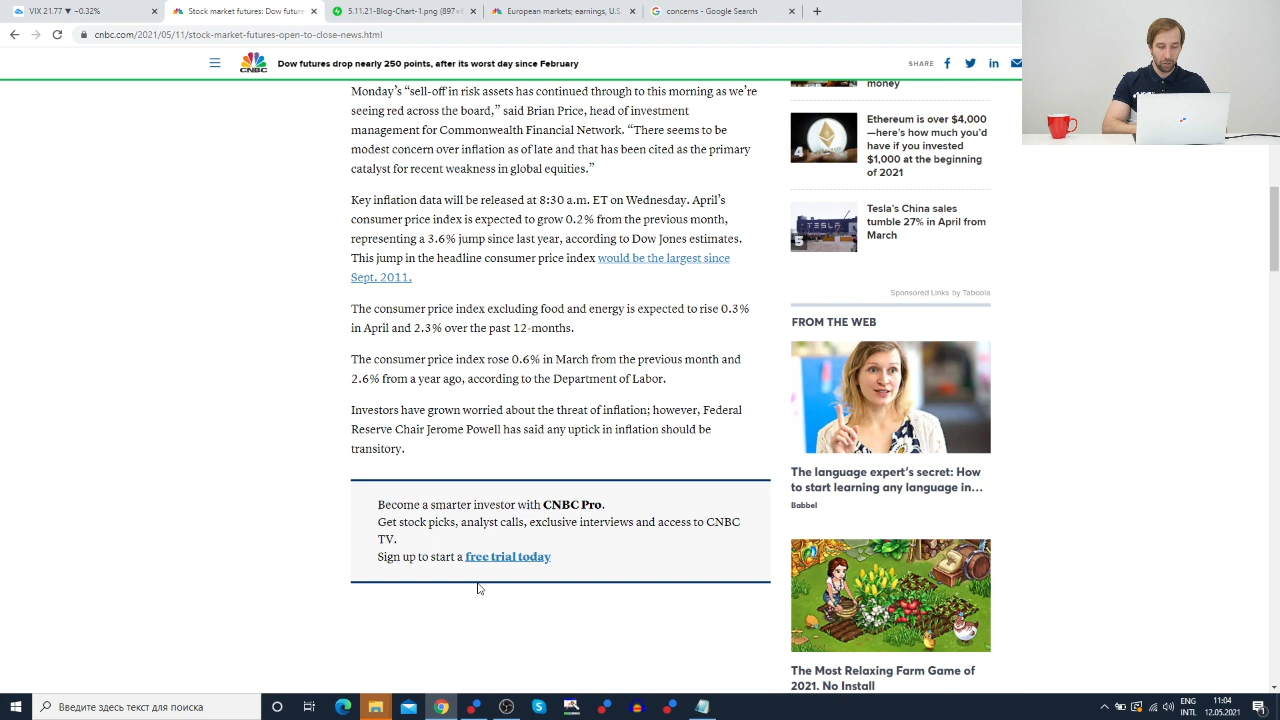 VIX 21.77 ▼ −0.32%
Stock market futures open to c
5.11.21-Blog-Chart-1.png (897×
European markets; earnings, U.S.
concerns - Google Search
cnbc.com/2021/05/11/stock-market-futures-open-to-close-news.html
CNBC
Dow futures drop nearly 250 points, after its worst day since February
SHARE
Monday's “sell-off in risk assets has continued through to this morning as we're
seeing red across the board,” said Brian Price, head of investment
management for Commonwealth Financial Network. “There seems to be
modest concern over inflation as of late and that has been cited as the primary
catalyst for recent weakness in global equities.”
Key inflation data will be released at 8:30 a.m. ET on Wednesday. April's
consumer price index is expected to grow 0.2% from the previous month,
representing a 3.6% jump since last year, according to Dow Jones estimates.
This jump in the headline consumer price index would be the largest since
Sept. 2011.
The consumer price index excluding food and energy is expected to rise 0.3%
in April and 2.3% over the past 12-months.
The consumer price index rose 0.6% in March from the previous month and
2.6% from a year ago, according to the Department of Labor.
Investors have grown worried about the threat of inflation; however, Federal
Reserve Chair Jerome Powell has said any uptick in inflation should be
transitory.
Become a smarter investor with CNBC Pro.
Get stock picks, analyst calls, exclusive interviews and access to CNBC
TV.
Sign up to start a free trial today
money
4
Ethereum is over $4,000
—here's how much you'd
have if you invested
$1,000 at the beginning
of 2021
TESLA
5
Tesla's China sales
tumble 27% in April from
March
Sponsored Links by Taboola
FROM THE WEB
The language expert's secret: How
to start learning any language in…
Babbel
The Most Relaxing Farm Game of
2021. No Install
Введите здесь текст для поиска
ENG
INTL
11:04
12.05.2021